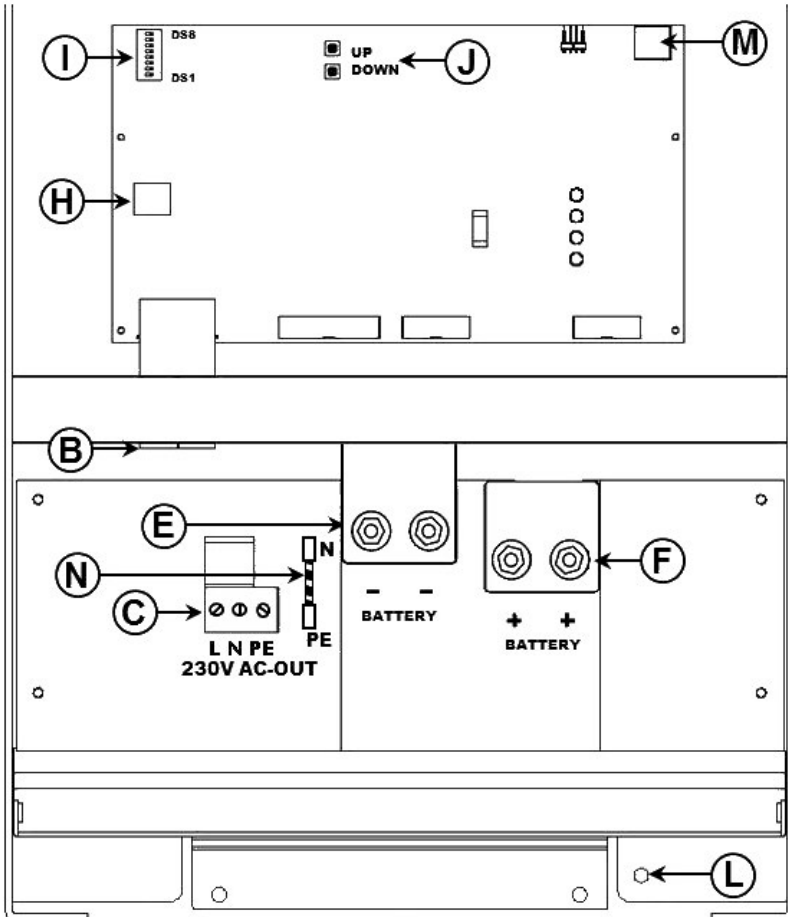 I
DS8
DS1
UP
DOWN
J
M
H
B
E
N
N
PE
C
L N PE
230V AC-OUT
- -
BATTERY
F
+ +
BATTERY
L